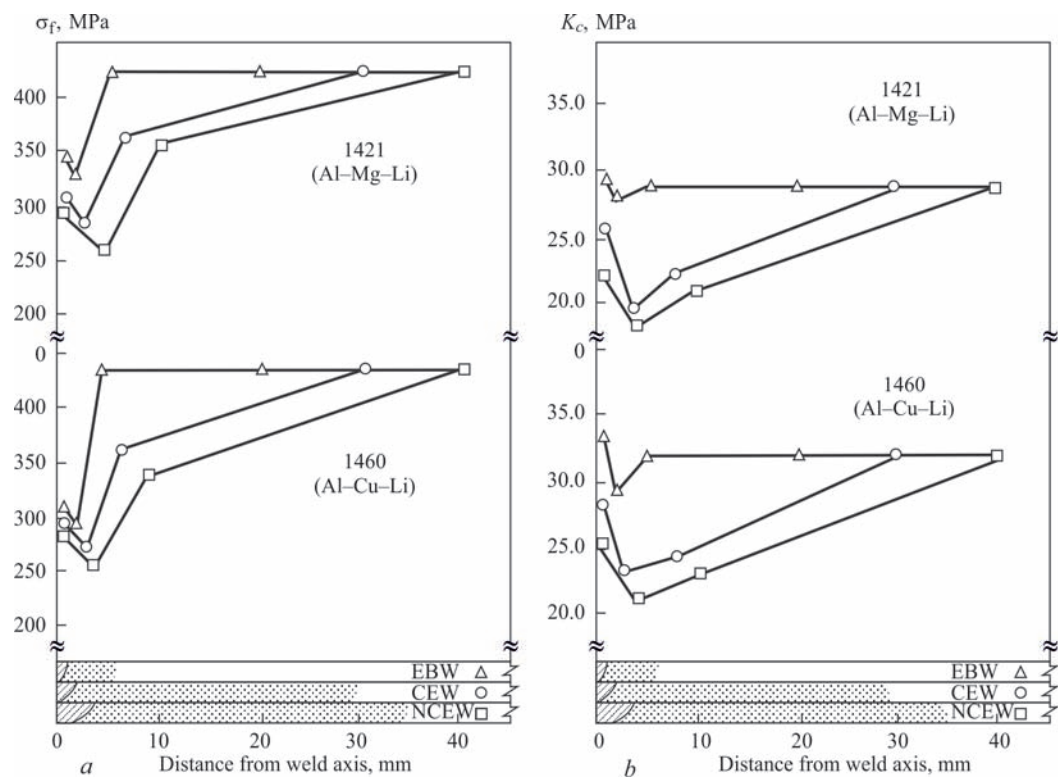 σf, MPa
400
350
300
250
200
0
400
350
300
250
200
1421
(Al–Mg–Li)
1460
(Al–Cu–Li)
EBW
CEW
NCEW
0 10 20 30 40
a Distance from weld axis, mm
Kc, MPa
35.0
30.0
25.0
20.0
0
35.0
30.0
25.0
20.0
1421
(Al–Mg–Li)
1460
(Al–Cu–Li)
EBW
CEW
NCEW
0 10 20 30 40
b Distance from weld axis, mm